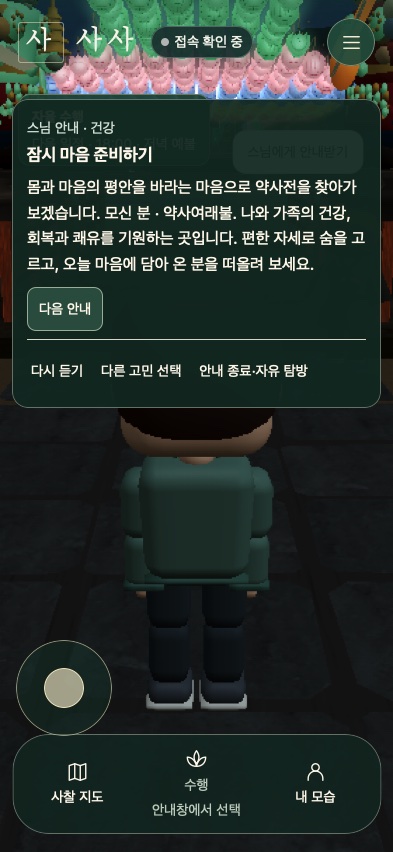 사 사사
접속 확인 중
스님에게 안내받기
스님 안내 · 건강
잠시 마음 준비하기
몸과 마음의 평안을 바라는 마음으로 약사전을 찾아가
보겠습니다. 모신 분 · 약사여래불. 나와 가족의 건강,
회복과 쾌유를 기원하는 곳입니다. 편한 자세로 숨을 고
르고, 오늘 마음에 담아 온 분을 떠올려 보세요.
다음 안내
다시 듣기 다른 고민 선택 안내 종료·자유 탐방
사찰 지도
수행
안내창에서 선택
내 모습